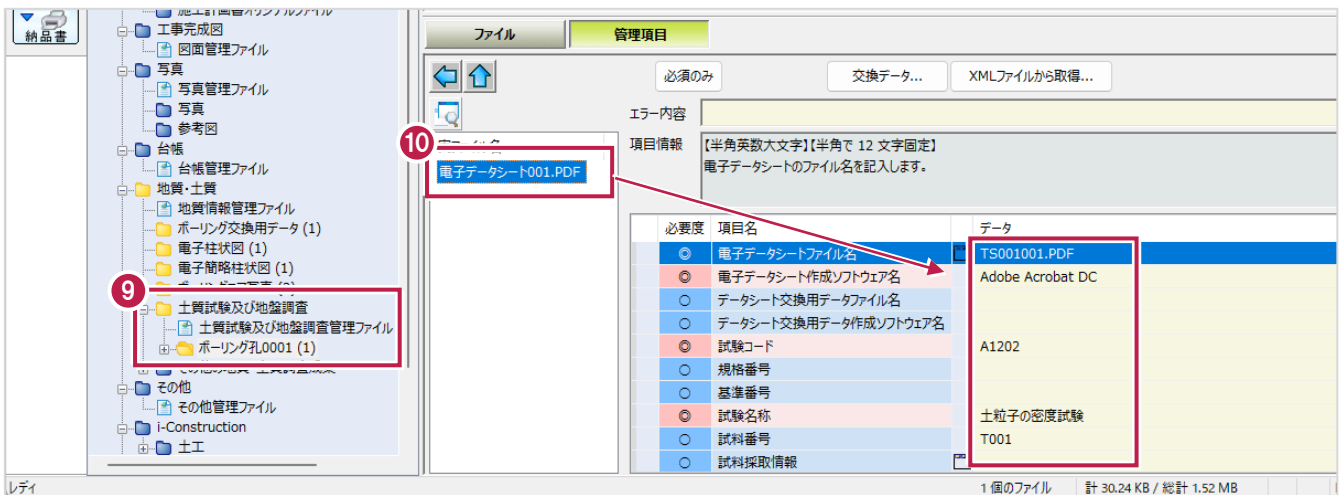 納品書
工事完成図
図面管理ファイル
写真
写真管理ファイル
写真
参考図
台帳
台帳管理ファイル
地質・土質
地質情報管理ファイル
ボーリング交換用データ (1)
電子柱状図 (1)
電子簡略柱状図 (1)
9
土質試験及び地盤調査
土質試験及び地盤調査管理ファイル
ボーリング孔0001 (1)
その他
その他管理ファイル
i-Construction
土工
ファイル 管理項目
必須のみ 交換データ... XMLファイルから取得...
エラー内容
10
電子データシート001.PDF
項目情報 【半角英数大文字】【半角で 12 文字固定】
電子データシートのファイル名を記入します。
必要度 項目名 データ
◎ 電子データシートファイル名 TS001001.PDF
◎ 電子データシート作成ソフトウェア名 Adobe Acrobat DC
○ データシート交換用データファイル名
○ データシート交換用データ作成ソフトウェア名
◎ 試験コード A1202
○ 規格番号
○ 基準番号
◎ 試験名称 土粒子の密度試験
○ 試料番号 T001
○ 試料採取情報
レディ 1 個のファイル 計 30.24 KB / 総計 1.52 MB